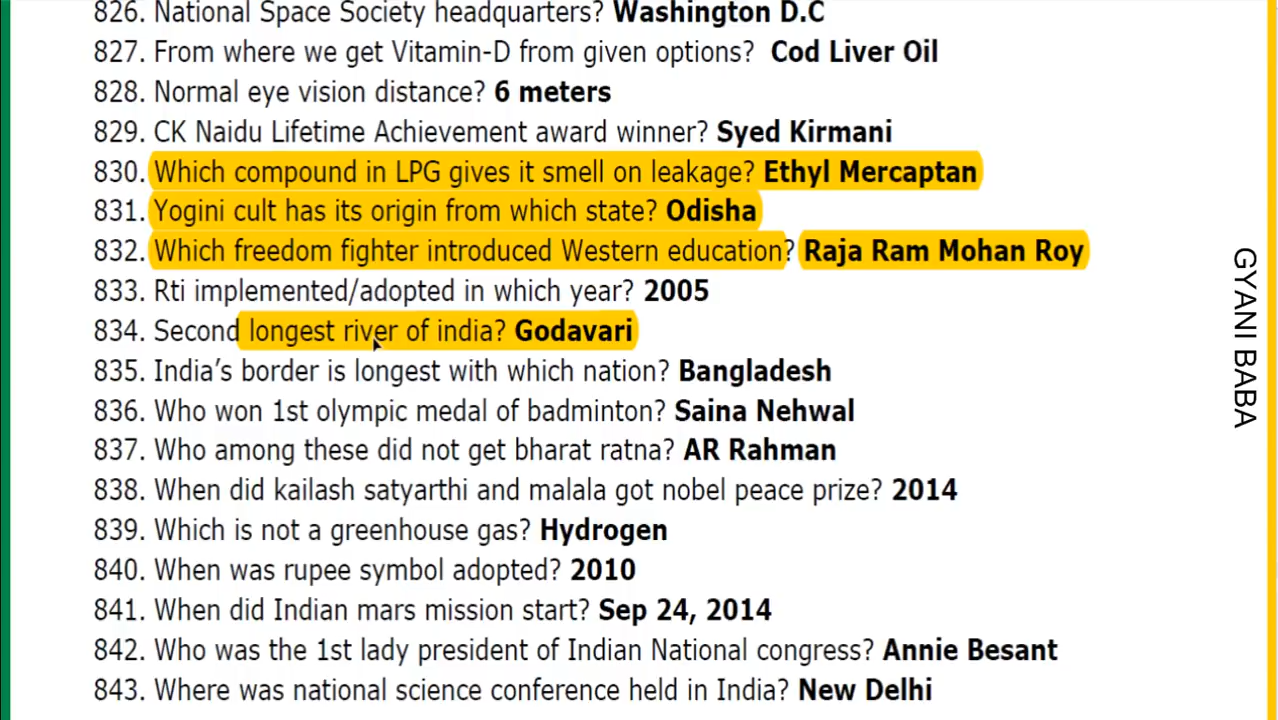 826. National Space Society headquarters? Washington D.C
827. From where we get Vitamin-D from given options? Cod Liver Oil
828. Normal eye vision distance? 6 meters
829. CK Naidu Lifetime Achievement award winner? Syed Kirmani
830. Which compound in LPG gives it smell on leakage? Ethyl Mercaptan
831. Yogini cult has its origin from which state? Odisha
832. Which freedom fighter introduced Western education? Raja Ram Mohan Roy
833. Rti implemented/adopted in which year? 2005
834. Second longest river of india? Godavari
835. India’s border is longest with which nation? Bangladesh
836. Who won 1st olympic medal of badminton? Saina Nehwal
837. Who among these did not get bharat ratna? AR Rahman
838. When did kailash satyarthi and malala got nobel peace prize? 2014
839. Which is not a greenhouse gas? Hydrogen
840. When was rupee symbol adopted? 2010
841. When did Indian mars mission start? Sep 24, 2014
842. Who was the 1st lady president of Indian National congress? Annie Besant
843. Where was national science conference held in India? New Delhi
GYANI BABA